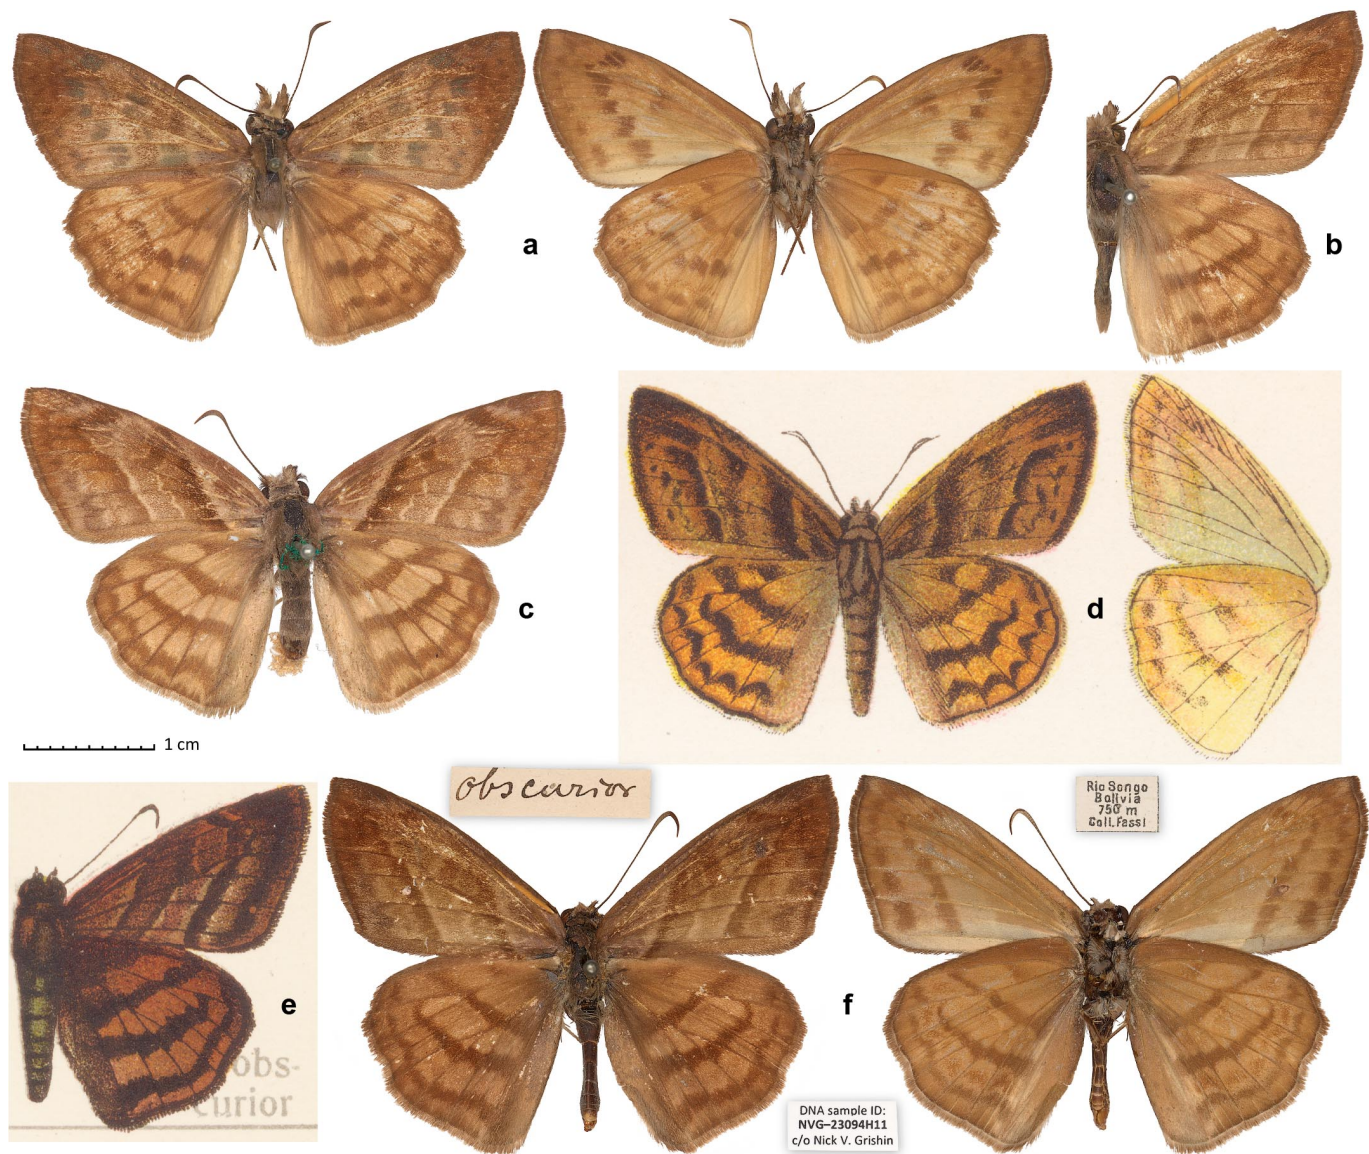 a
b
c
d
1 cm
obscurior
Rio Songo
Bolivia
750 m
Coll. Fassl
e
obs-
curior
f
DNA sample ID:
NVG–23094H11
c/o Nick V. Grishin